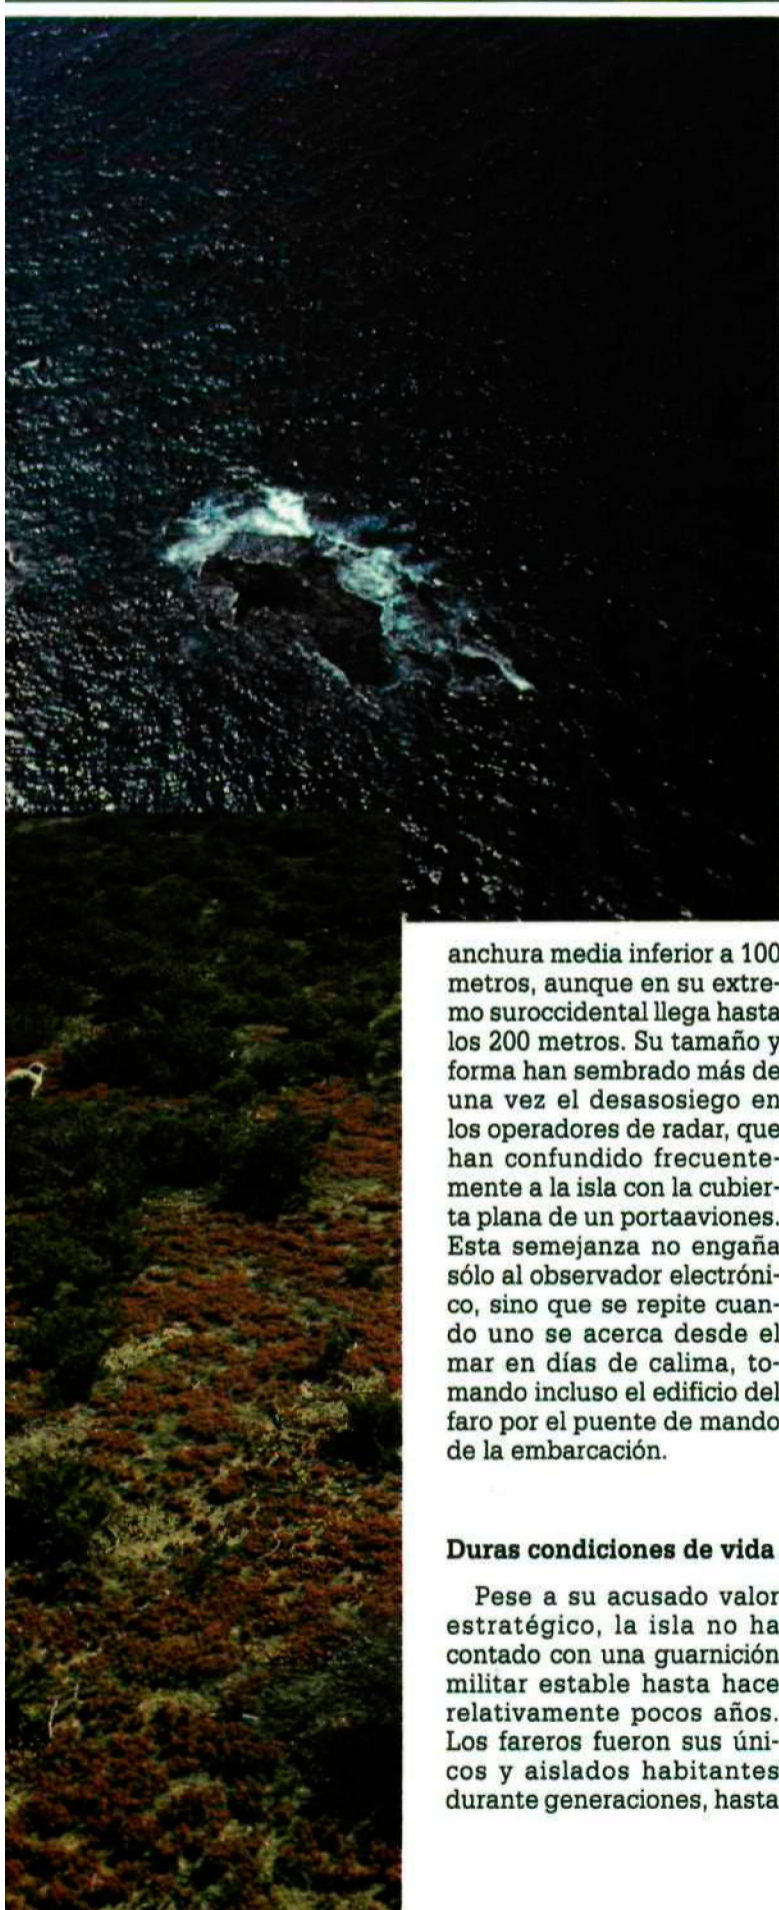 anchura media inferior a 100
metros, aunque en su extre-
mo suroccidental llega hasta
los 200 metros. Su tamaño y
forma han sembrado más de
una vez el desasosiego en
los operadores de radar, que
han confundido frecuente-
mente a la isla con la cubier-
ta plana de un portaaviones.
Esta semejanza no engaña
sólo al observador electróni-
co, sino que se repite cuan-
do uno se acerca desde el
mar en días de calima, to-
mando incluso el edificio del
faro por el puente de mando
de la embarcación.
Duras condiciones de vida
Pese a su acusado valor
estratégico, la isla no ha
contado con una guarnición
militar estable hasta hace
relativamente pocos años.
Los fareros fueron sus úni-
cos y aislados habitantes
durante generaciones, hasta